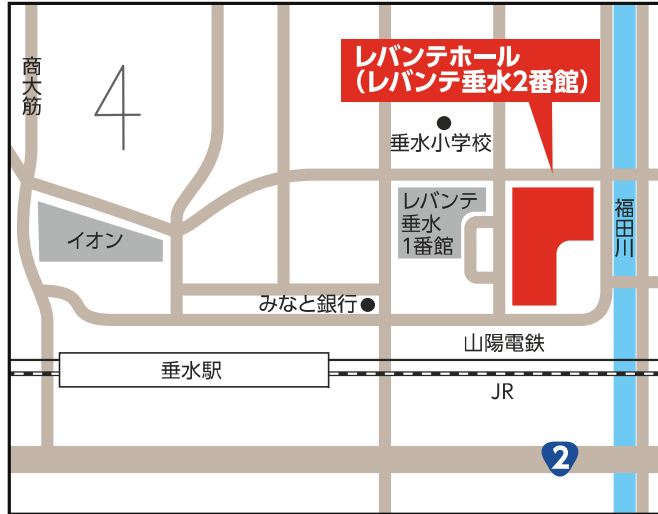 レバンテホール
（レバンテ垂水2番館）
商大筋
垂水小学校
レバンテ
垂水
1番館
福田川
イオン
みなと銀行
山陽電鉄
垂水駅
JR
2